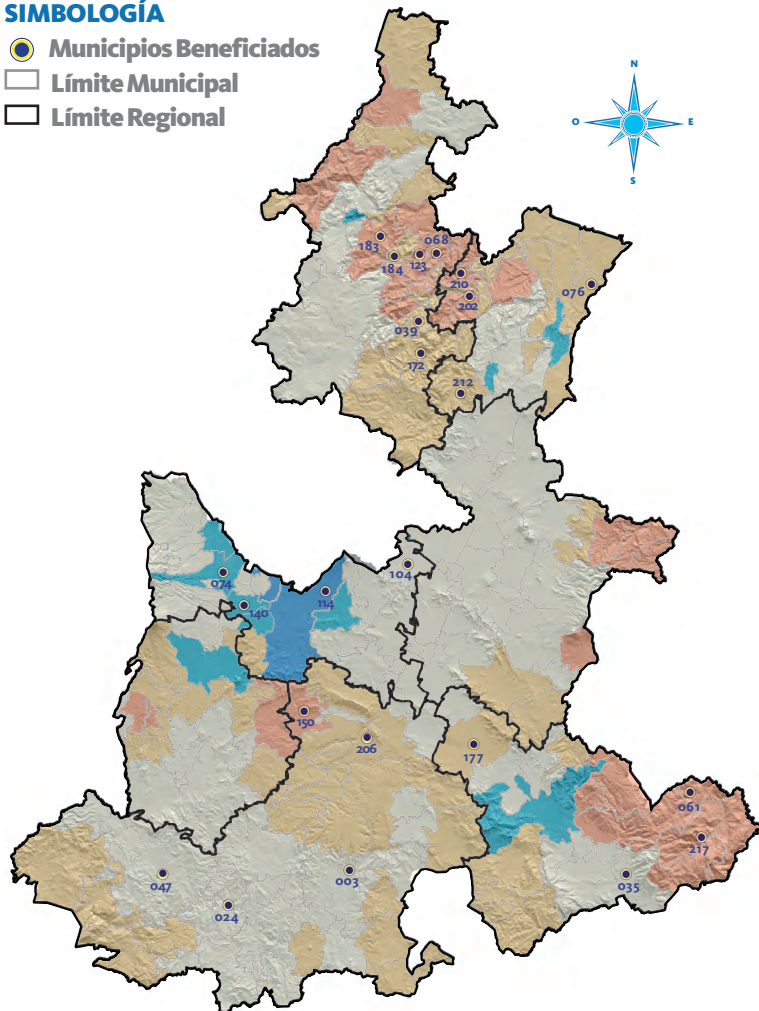 SIMBOLOGÍA
Municipios Beneficiados
Límite Municipal
Límite Regional
N
O
E
S
183
184
123
068
210
202
076
039
172
212
074
140
114
104
150
206
177
061
217
035
047
024
003